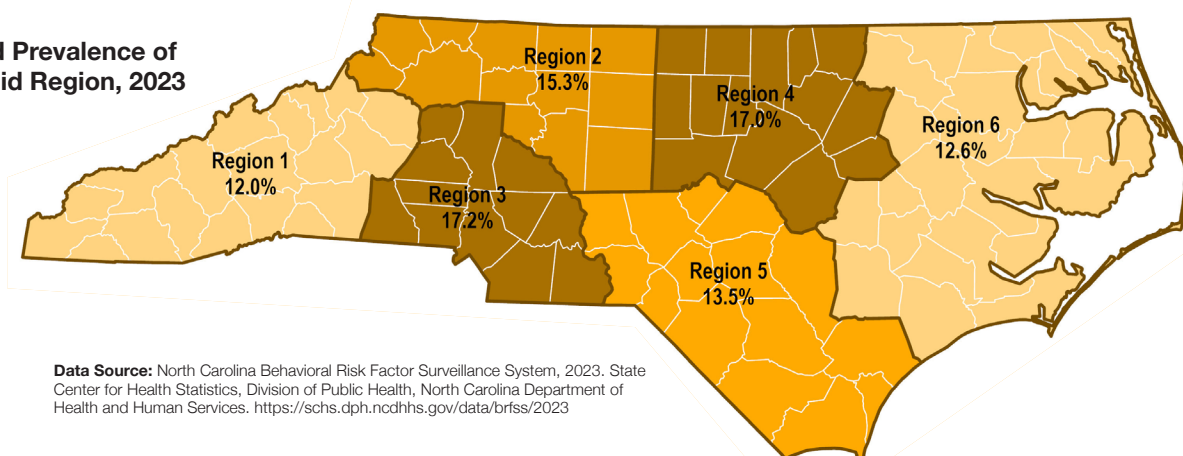 d Prevalence of
id Region, 2023
Region 2
15.3%
Region 4
17.0%
Region 6
12.6%
Region 1
12.0%
Region 3
17.2%
Region 5
13.5%
Data Source: North Carolina Behavioral Risk Factor Surveillance System, 2023. State
Center for Health Statistics, Division of Public Health, North Carolina Department of
Health and Human Services. https://schs.dph.ncdhhs.gov/data/brfss/2023